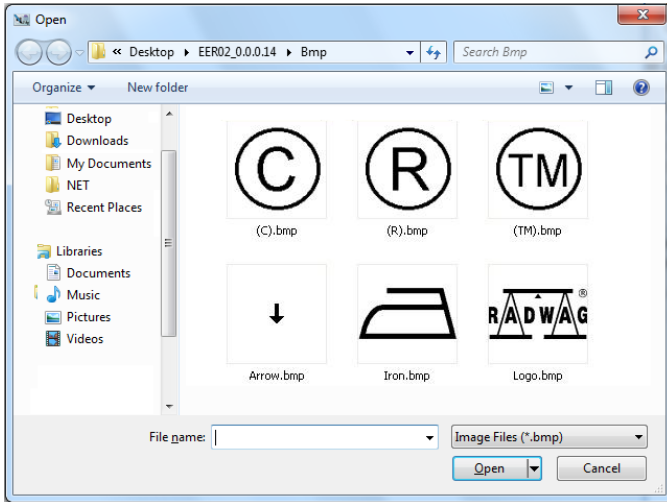 Open
« Desktop ▸ EER02_0.0.0.14 ▸ Bmp
Search Bmp
Organize
New folder
Desktop
Downloads
My Documents
NET
Recent Places
Libraries
Documents
Music
Pictures
Videos
C
R
TM
(C).bmp
(R).bmp
(TM).bmp
RADWAG®
Arrow.bmp
Iron.bmp
Logo.bmp
File name:
Image Files (*.bmp)
Open
Cancel